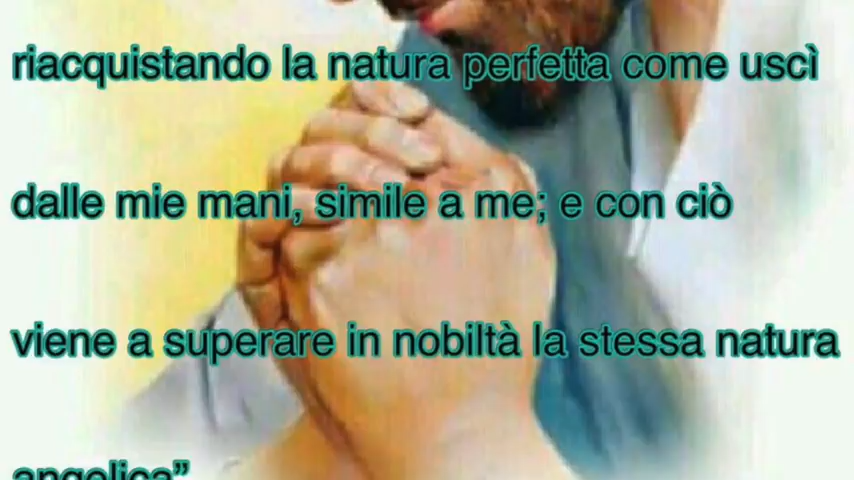 riacquistando la natura perfetta come uscì
dalle mie mani, simile a me; e con ciò
viene a superare in nobiltà la stessa natura
angelica”